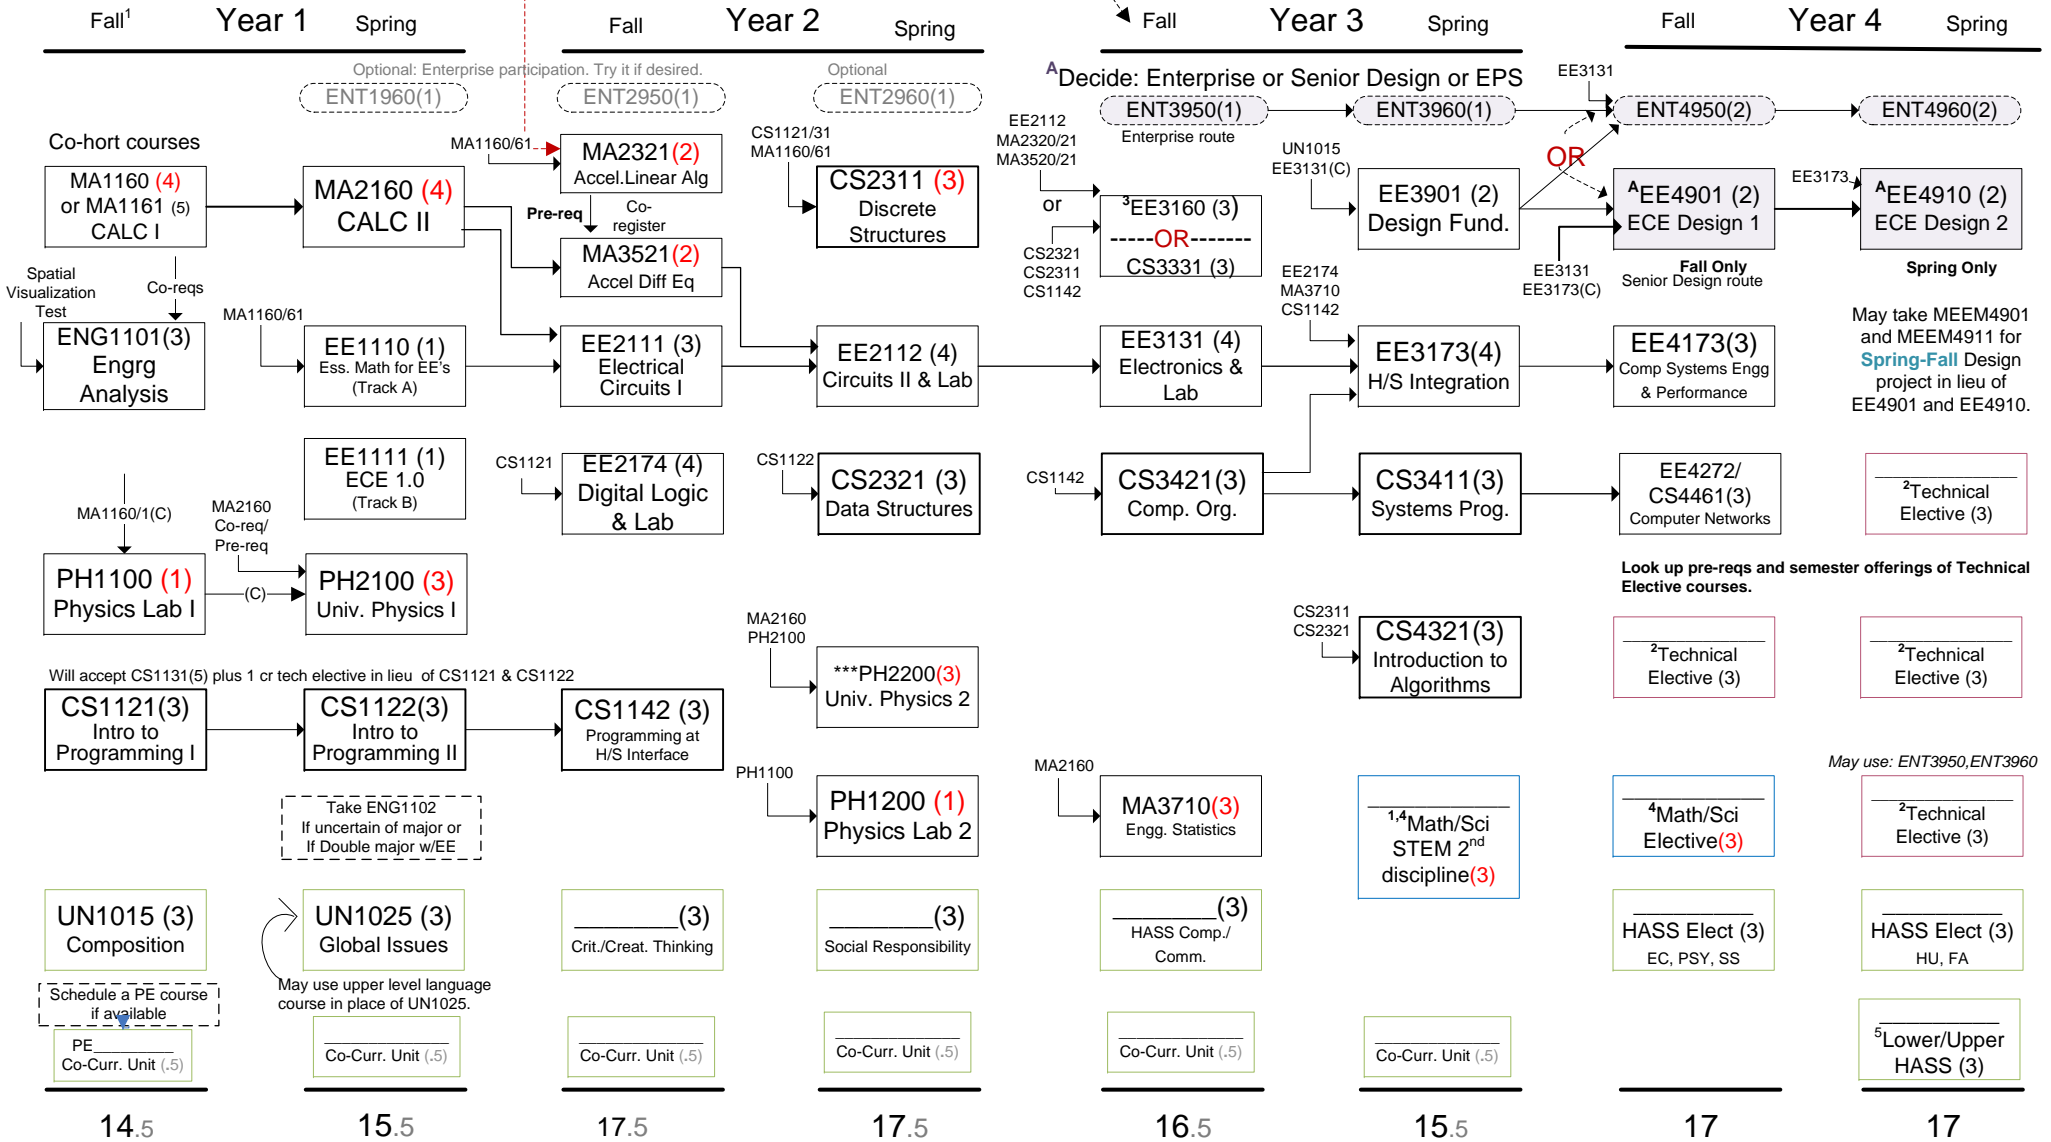 Fall1 Year 1 Spring
Fall Year 2 Spring
Fall Year 3 Spring
Fall Year 4 Spring
Optional: Enterprise participation. Try it if desired.
Optional
ADecide: Enterprise or Senior Design or EPS
ENT1960(1)
ENT2950(1)
ENT2960(1)
ENT3950(1)
Enterprise route
ENT3960(1)
EE3131
ENT4950(2)
ENT4960(2)
Co-hort courses
MA1160 (4)
or MA1161 (5)
CALC I
MA2160 (4)
CALC II
MA1160/61
MA2321(2)
Accel.Linear Alg
Pre-req
Co-
register
MA3521(2)
Accel Diff Eq
CS1121/31
MA1160/61
CS2311 (3)
Discrete
Structures
EE2112
MA2320/21
MA3520/21
or
CS2321
CS2311
CS1142
3EE3160 (3)
-----OR-------
CS3331 (3)
UN1015
EE3131(C)
EE3901 (2)
Design Fund.
OR
AEE4901 (2)
ECE Design 1
Fall Only
Senior Design route
EE3131
EE3173(C)
EE3173
AEE4910 (2)
ECE Design 2
Spring Only
Spatial
Visualization
Test
Co-reqs
ENG1101(3)
Engrg
Analysis
MA1160/61
EE1110 (1)
Ess. Math for EE's
(Track A)
EE2111 (3)
Electrical
Circuits I
EE2112 (4)
Circuits II & Lab
EE3131 (4)
Electronics &
Lab
EE2174
MA3710
CS1142
EE3173(4)
H/S Integration
EE4173(3)
Comp Systems Engg
& Performance
May take MEEM4901
and MEEM4911 for
Spring-Fall Design
project in lieu of
EE4901 and EE4910.
EE1111 (1)
ECE 1.0
(Track B)
CS1121
EE2174 (4)
Digital Logic
& Lab
CS1122
CS2321 (3)
Data Structures
CS1142
CS3421(3)
Comp. Org.
CS3411(3)
Systems Prog.
EE4272/
CS4461(3)
Computer Networks
_______________
2Technical
Elective (3)
MA1160/1(C)
PH1100 (1)
Physics Lab I
(C)
MA2160
Co-req/
Pre-req
PH2100 (3)
Univ. Physics I
Look up pre-reqs and semester offerings of Technical
Elective courses.
MA2160
PH2100
***PH2200(3)
Univ. Physics 2
CS2311
CS2321
CS4321(3)
Introduction to
Algorithms
_______________
2Technical
Elective (3)
_______________
2Technical
Elective (3)
Will accept CS1131(5) plus 1 cr tech elective in lieu of CS1121 & CS1122
CS1121(3)
Intro to
Programming I
CS1122(3)
Intro to
Programming II
CS1142 (3)
Programming at
H/S Interface
PH1100
PH1200 (1)
Physics Lab 2
MA2160
MA3710(3)
Engg. Statistics
_______________
1,4Math/Sci
STEM 2nd
discipline(3)
_______________
4Math/Sci
Elective(3)
May use: ENT3950,ENT3960
_______________
2Technical
Elective (3)
Take ENG1102
If uncertain of major or
If Double major w/EE
UN1015 (3)
Composition
UN1025 (3)
Global Issues
May use upper level language
course in place of UN1025.
_______(3)
Crit./Creat. Thinking
_______(3)
Social Responsibility
_______(3)
HASS Comp./
Comm.
__________
HASS Elect (3)
EC, PSY, SS
__________
HASS Elect (3)
HU, FA
Schedule a PE course
if available
PE________
Co-Curr. Unit (.5)
____________
Co-Curr. Unit (.5)
____________
Co-Curr. Unit (.5)
____________
Co-Curr. Unit (.5)
____________
Co-Curr. Unit (.5)
____________
Co-Curr. Unit (.5)
__________
5Lower/Upper
HASS (3)
14.5 15.5 17.5 17.5 16.5 15.5 17 17